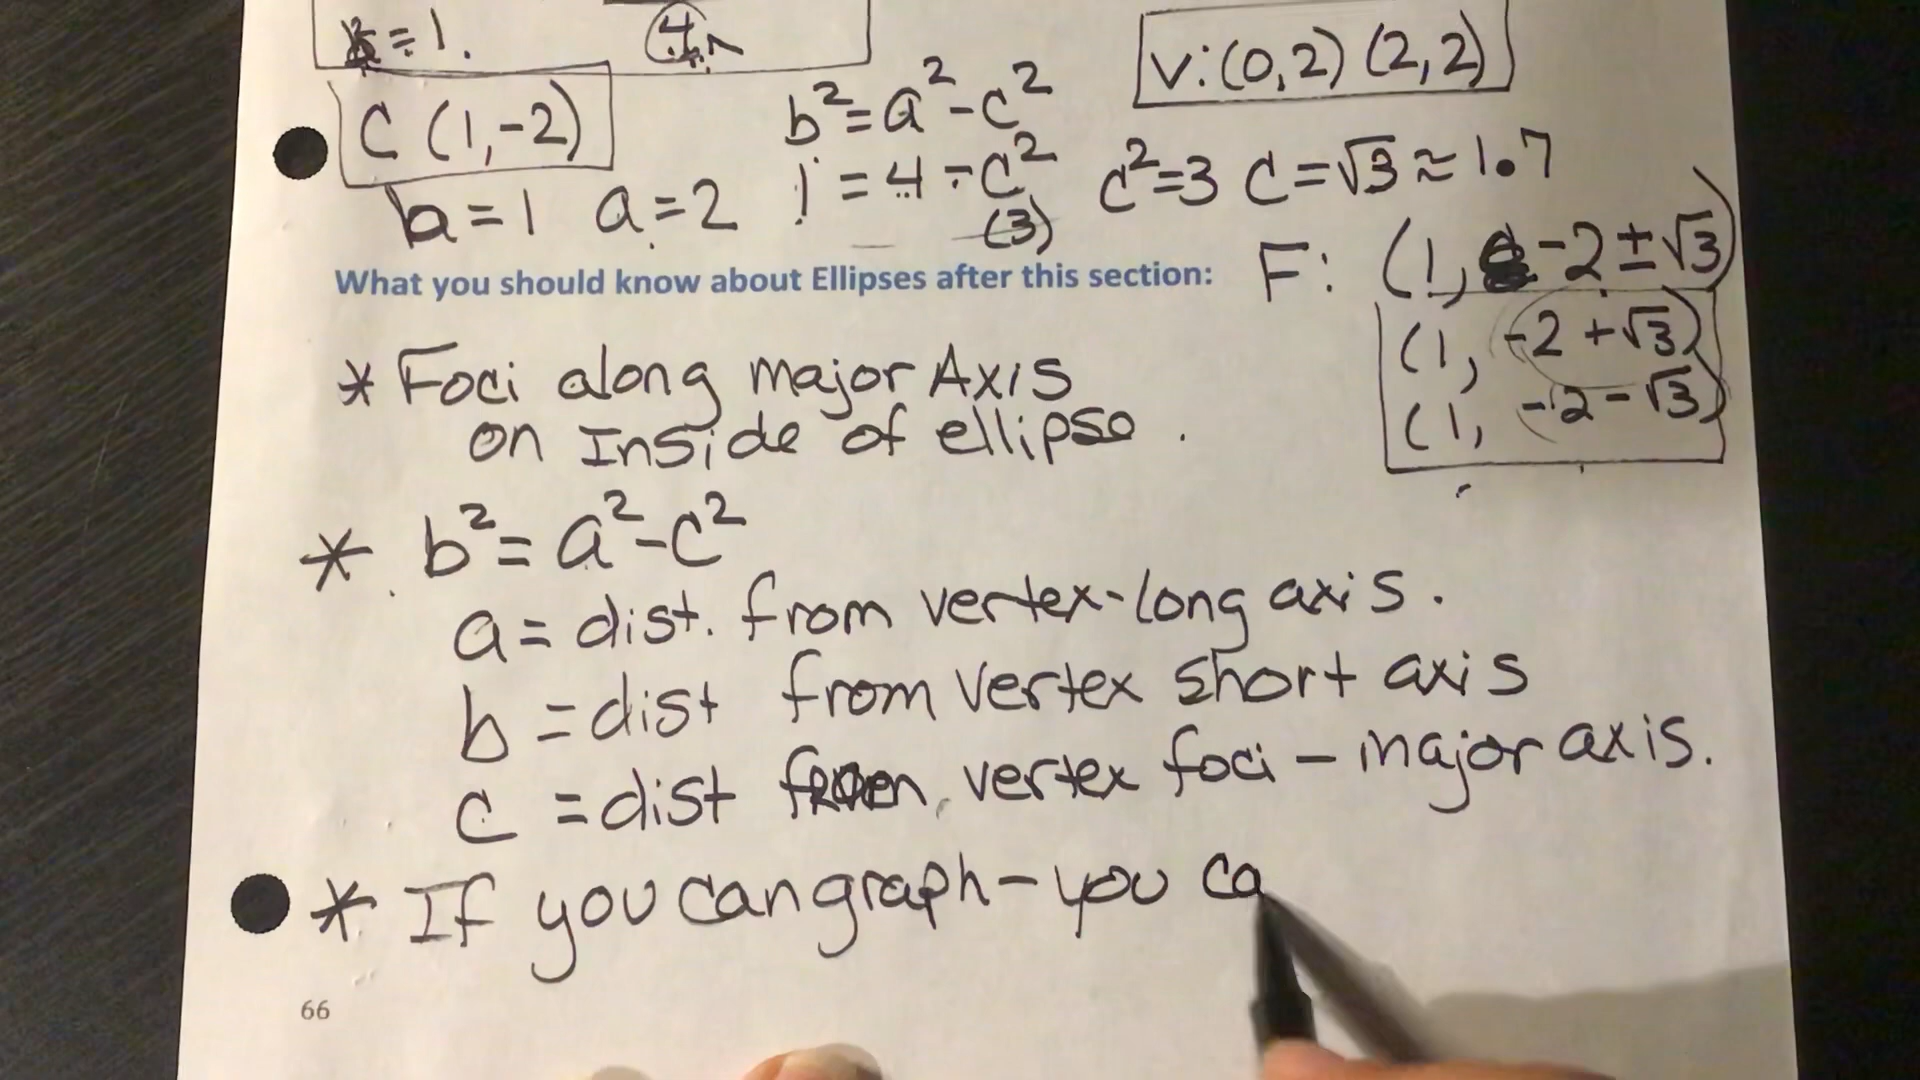 =1.
4
V: (0,2) (2,2)
C (1,-2)
b²=a²-c²
b=1 a=2
1=4-c²
(3)
c²=3 c=√3≈1.7
What you should know about Ellipses after this section:
F: (1, -2±√3)
(1, -2+√3)
(1, -2-√3)
* Foci along major Axis
on Inside of ellipse.
* b²=a²-c²
a=dist. from vertex-long axis.
b=dist from vertex short axis
c=dist from vertex foci-major axis.
* If you can graph-you ca
66